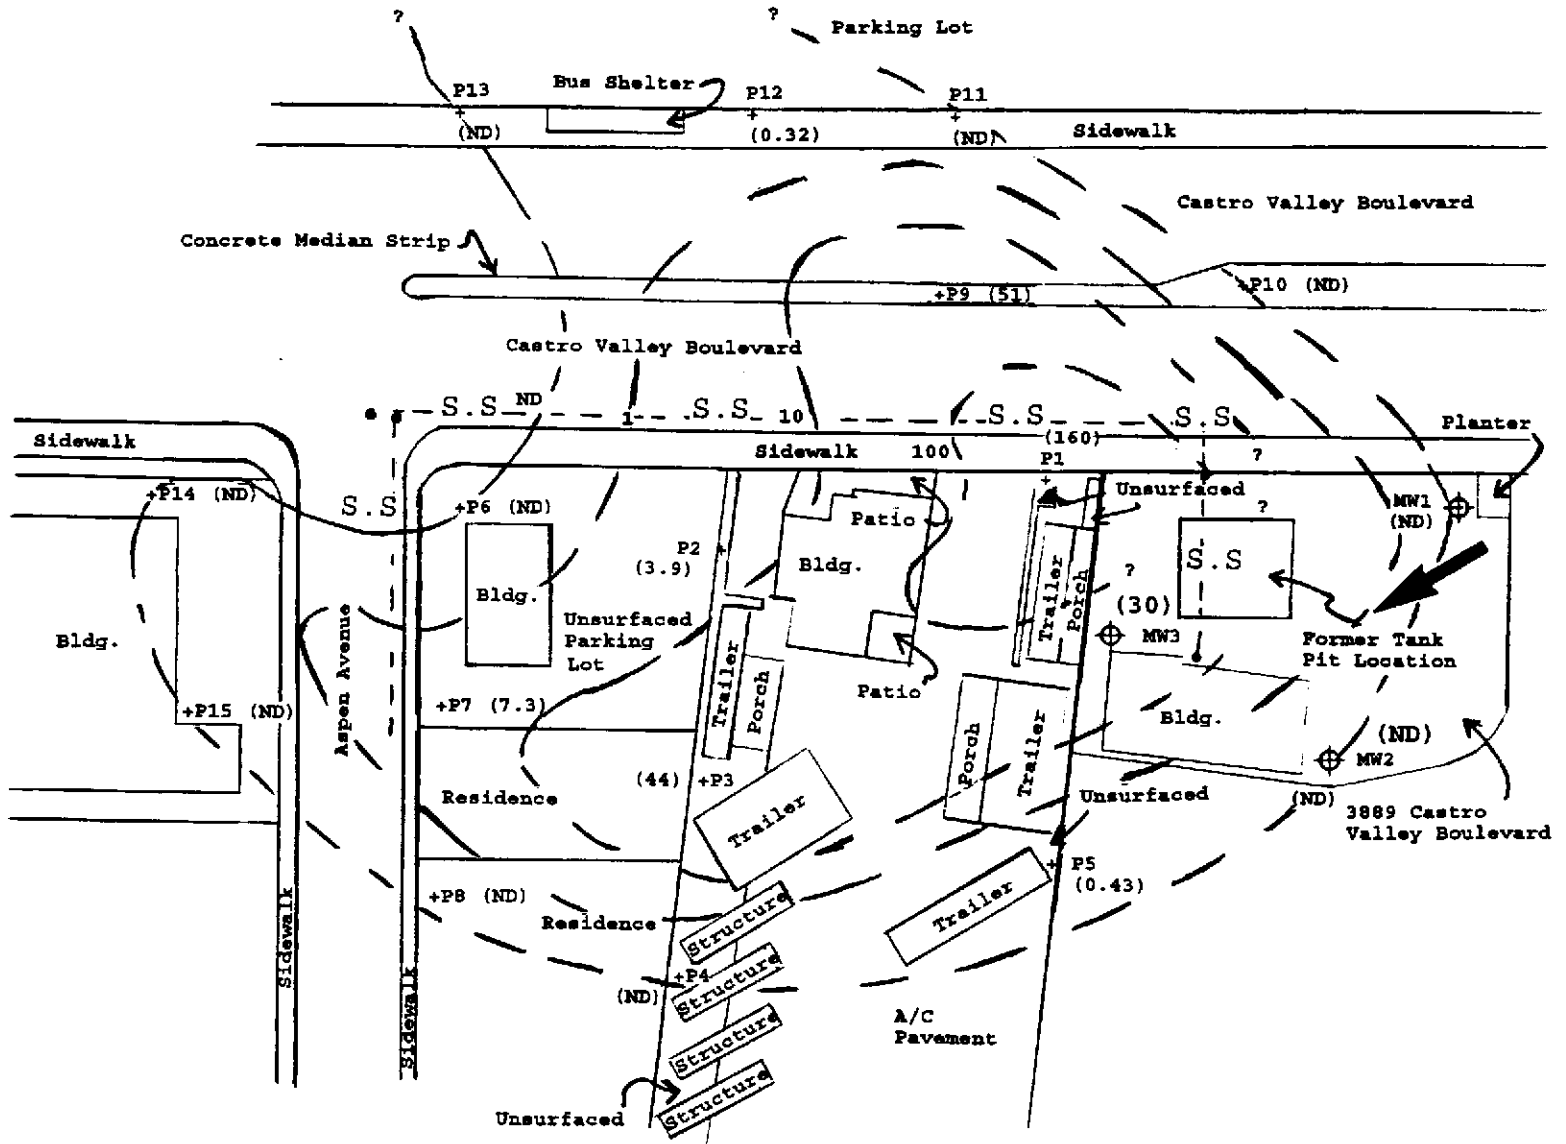 ?
?
Parking Lot
Bus Shelter
P13
P12
P11
(ND)
(0.32)
(ND)
Sidewalk
Castro Valley Boulevard
Concrete Median Strip
+P9 (51)
+P10 (ND)
Castro Valley Boulevard
S.S
ND
1
S.S
10
S.S
S.S
Planter
Sidewalk
(160)
Sidewalk
100
P1
?
+P14 (ND)
S.S
+P6 (ND)
Unsurfaced
MW1
(ND)
Patio
?
P2
(3.9)
Bldg.
S.S
Bldg.
Trailer
Porch
?
(30)
Unsurfaced
Parking
Lot
Bldg.
MW3
Former Tank
Pit Location
Aspen Avenue
Trailer
Porch
Patio
+P15 (ND)
+P7 (7.3)
Porch
Trailer
Bldg.
(ND)
MW2
(44) +P3
Residence
Trailer
Unsurfaced
(ND)
3889 Castro
Valley Boulevard
+P8 (ND)
P5
(0.43)
Trailer
Residence
Structure
Sidewalk
Sidewalk
+P4
(ND)
Structure
A/C
Pavement
Structure
Structure
Unsurfaced